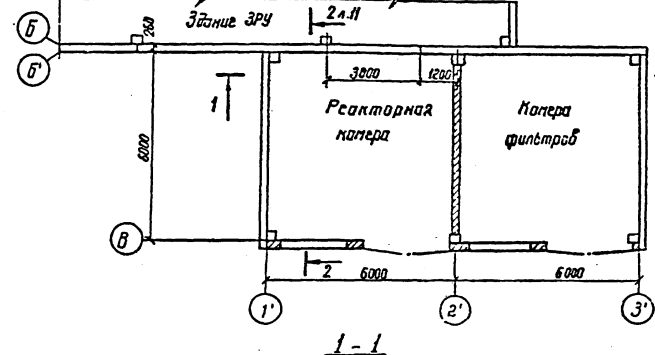 Здание ЗРУ
2 л.11
Б
Б'
260
3800
1200
1
Реакторная
камера
Камера
фильтров
6000
В
2
6000
6000
1'
2'
3'
1-1